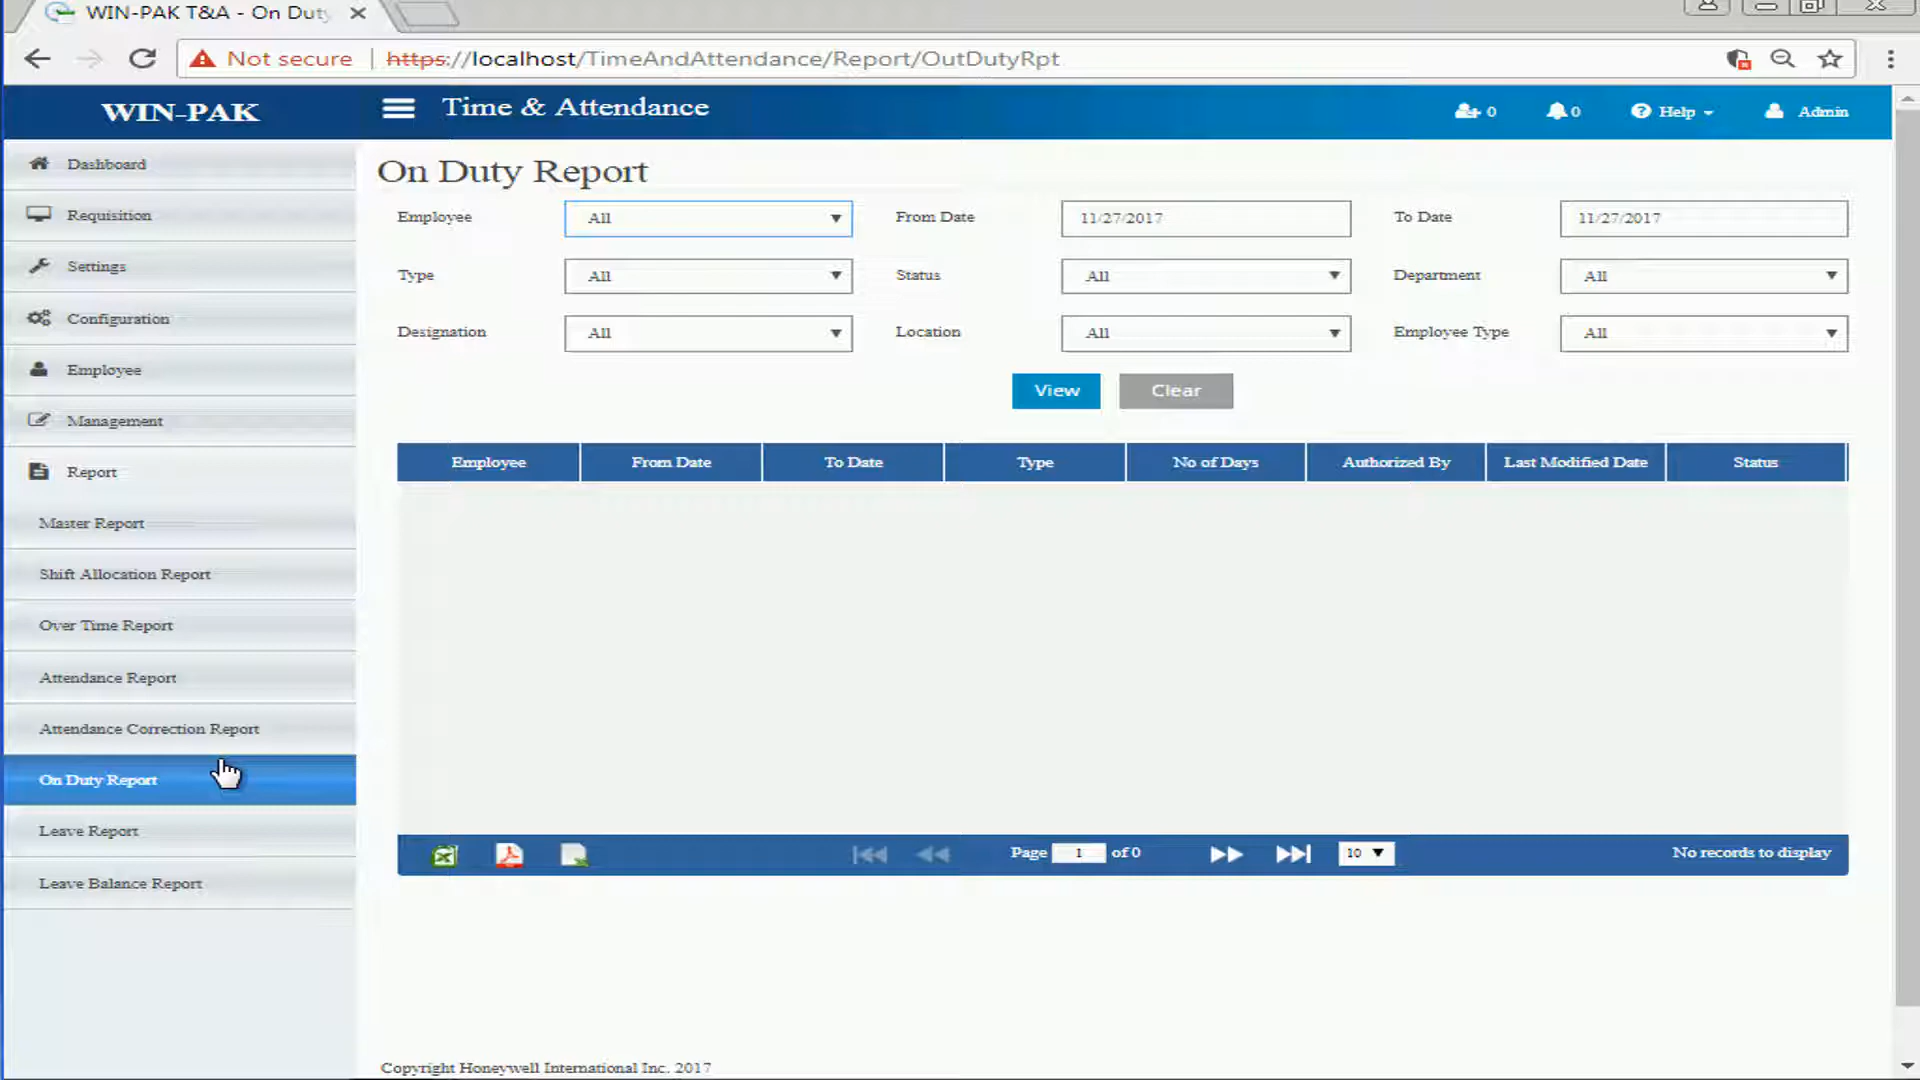 WIN-PAK T&A - On Duty
Not secure | https://localhost/TimeAndAttendance/Report/OutDutyRpt
WIN-PAK
Time & Attendance
0
0
Help
Admin
Dashboard
Requisition
Settings
Configuration
Employee
Management
Report
Master Report
Shift Allocation Report
Over Time Report
Attendance Report
Attendance Correction Report
On Duty Report
Leave Report
Leave Balance Report
On Duty Report
Employee All From Date 11/27/2017 To Date 11/27/2017
Type All Status All Department All
Designation All Location All Employee Type All
View Clear
Employee From Date To Date Type No of Days Authorized By Last Modified Date Status
Page 1 of 0 10 No records to display
Copyright Honeywell International Inc. 2017